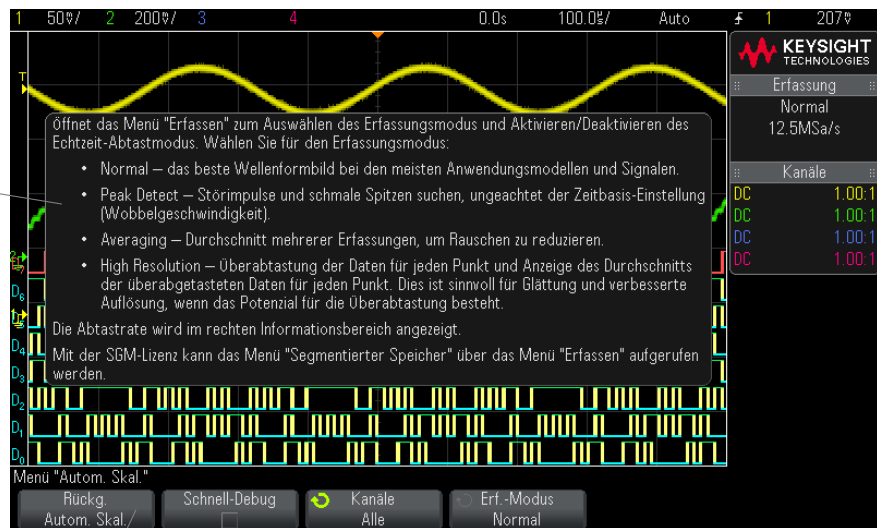 1 50V/ 2 200V/ 3 4 0.0s 100.0s/ Auto 1 207V
KEYSIGHT
TECHNOLOGIES
Erfassung
Normal
12.5MSa/s
Kanäle
DC 1.00:1
DC 1.00:1
DC 1.00:1
DC 1.00:1
T
Öffnet das Menü "Erfassen" zum Auswählen des Erfassungsmodus und Aktivieren/Deaktivieren des
Echtzeit-Abtastmodus. Wählen Sie für den Erfassungsmodus:
• Normal — das beste Wellenformbild bei den meisten Anwendungsmodellen und Signalen.
• Peak Detect — Störimpulse und schmale Spitzen suchen, ungeachtet der Zeitbasis-Einstellung
(Wobbelgeschwindigkeit).
• Averaging — Durchschnitt mehrerer Erfassungen, um Rauschen zu reduzieren.
• High Resolution — Überabtastung der Daten für jeden Punkt und Anzeige des Durchschnitts
der überabgetasteten Daten für jeden Punkt. Dies ist sinnvoll für Glättung und verbesserte
Auflösung, wenn das Potenzial für die Überabtastung besteht.
Die Abtastrate wird im rechten Informationsbereich angezeigt.
Mit der SGM-Lizenz kann das Menü "Segmentierter Speicher" über das Menü "Erfassen" aufgerufen
werden.
D6
D4
D3
D2
D1
D0
Menü "Autom. Skal."
Rückg.
Autom. Skal./
Schnell-Debug
Kanäle
Alle
Erf.-Modus
Normal